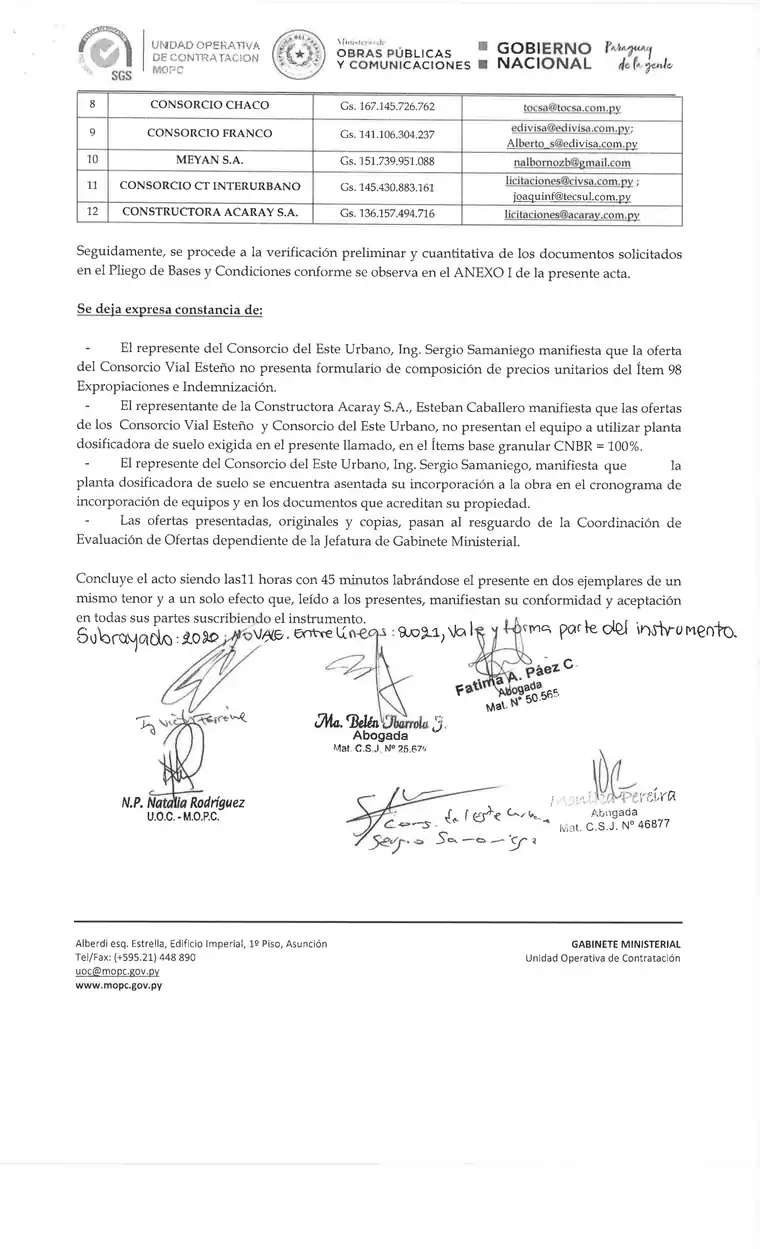 UNIDAD OPERATIVA
DE CONTRATACION
MOPC
SGS
Ministerio de
OBRAS PÚBLICAS
Y COMUNICACIONES
GOBIERNO
NACIONAL
Paraguay
de la gente
8 CONSORCIO CHACO Gs. 167.145.726.762 tocsa@tocsa.com.py
9 CONSORCIO FRANCO Gs. 141.106.304.237 edivisa@edivisa.com.py;
Alberto_s@edivisa.com.py
10 MEYAN S.A. Gs. 151.739.951.088 nalbornozb@gmail.com
11 CONSORCIO CT INTERURBANO Gs. 145.430.883.161 licitaciones@civsa.com.py ;
joaquinf@tecsul.com.py
12 CONSTRUCTORA ACARAY S.A. Gs. 136.157.494.716 licitaciones@acaray.com.py
Seguidamente, se procede a la verificación preliminar y cuantitativa de los documentos solicitados
en el Pliego de Bases y Condiciones conforme se observa en el ANEXO I de la presente acta.
Se deja expresa constancia de:
- El represente del Consorcio del Este Urbano, Ing. Sergio Samaniego manifiesta que la oferta
del Consorcio Vial Esteño no presenta formulario de composición de precios unitarios del Ítem 98
Expropiaciones e Indemnización.
- El representante de la Constructora Acaray S.A., Esteban Caballero manifiesta que las ofertas
de los Consorcio Vial Esteño y Consorcio del Este Urbano, no presentan el equipo a utilizar planta
dosificadora de suelo exigida en el presente llamado, en el Ítems base granular CNBR = 100%.
- El represente del Consorcio del Este Urbano, Ing. Sergio Samaniego, manifiesta que la
planta dosificadora de suelo se encuentra asentada su incorporación a la obra en el cronograma de
incorporación de equipos y en los documentos que acreditan su propiedad.
- Las ofertas presentadas, originales y copias, pasan al resguardo de la Coordinación de
Evaluación de Ofertas dependiente de la Jefatura de Gabinete Ministerial.
Concluye el acto siendo las11 horas con 45 minutos labrándose el presente en dos ejemplares de un
mismo tenor y a un solo efecto que, leído a los presentes, manifiestan su conformidad y aceptación
en todas sus partes suscribiendo el instrumento.
Subrayado: 2020; NO VALE. Entre líneas: 2021, Vale y forma parte del instrumento.
Fatima A. Páez C.
Abogada
Mat. N° 50.565
Ma. Belén Ibarrola J.
Abogada
Mat. C.S.J. Nº 25.674
N.P. Natalia Rodríguez
U.O.C. - M.O.P.C.
Cons. del este
Sergio
Pereira
Abogada
Mat. C.S.J. N° 46877
Alberdi esq. Estrella, Edificio Imperial, 1º Piso, Asunción
Tel/Fax: (+595.21) 448 890
uoc@mopc.gov.py
www.mopc.gov.py
GABINETE MINISTERIAL
Unidad Operativa de Contratación